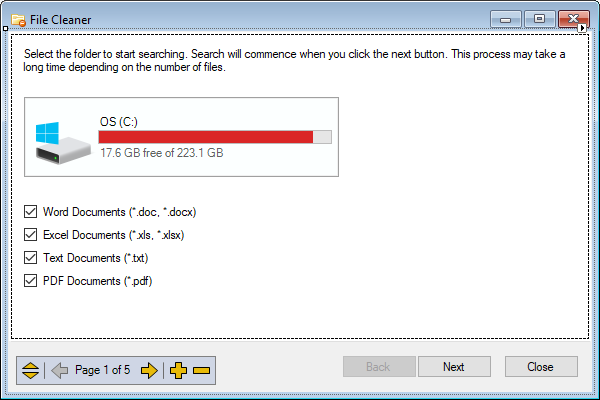 File Cleaner
Select the folder to start searching. Search will commence when you click the next button. This process may take a
long time depending on the number of files.
OS (C:)
17.6 GB free of 223.1 GB
Word Documents (*.doc, *.docx)
Excel Documents (*.xls, *.xlsx)
Text Documents (*.txt)
PDF Documents (*.pdf)
Page 1 of 5
Back
Next
Close